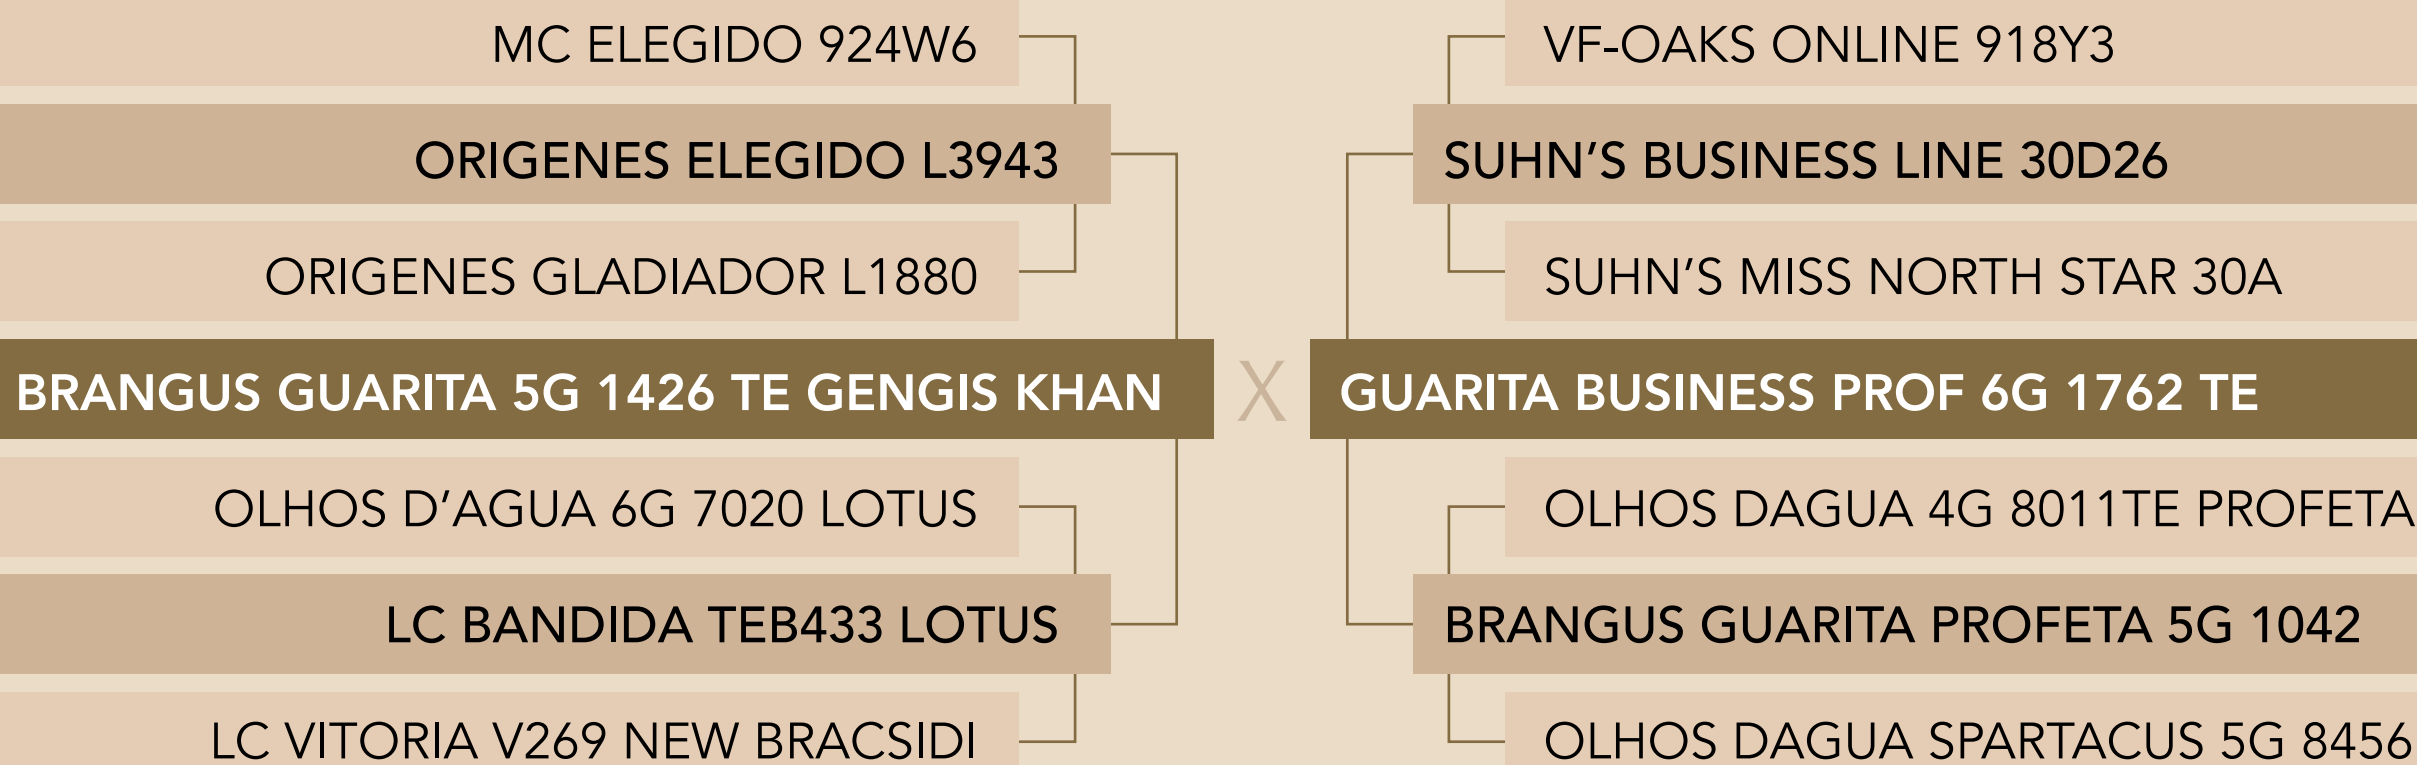 MC ELEGIDO 924W6
ORIGENES ELEGIDO L3943
ORIGENES GLADIADOR L1880
BRANGUS GUARITA 5G 1426 TE GENGIS KHAN
OLHOS D’AGUA 6G 7020 LOTUS
LC BANDIDA TEB433 LOTUS
LC VITORIA V269 NEW BRACSIDI
X
VF-OAKS ONLINE 918Y3
SUHN’S BUSINESS LINE 30D26
SUHN’S MISS NORTH STAR 30A
GUARITA BUSINESS PROF 6G 1762 TE
OLHOS DAGUA 4G 8011TE PROFETA
BRANGUS GUARITA PROFETA 5G 1042
OLHOS DAGUA SPARTACUS 5G 8456